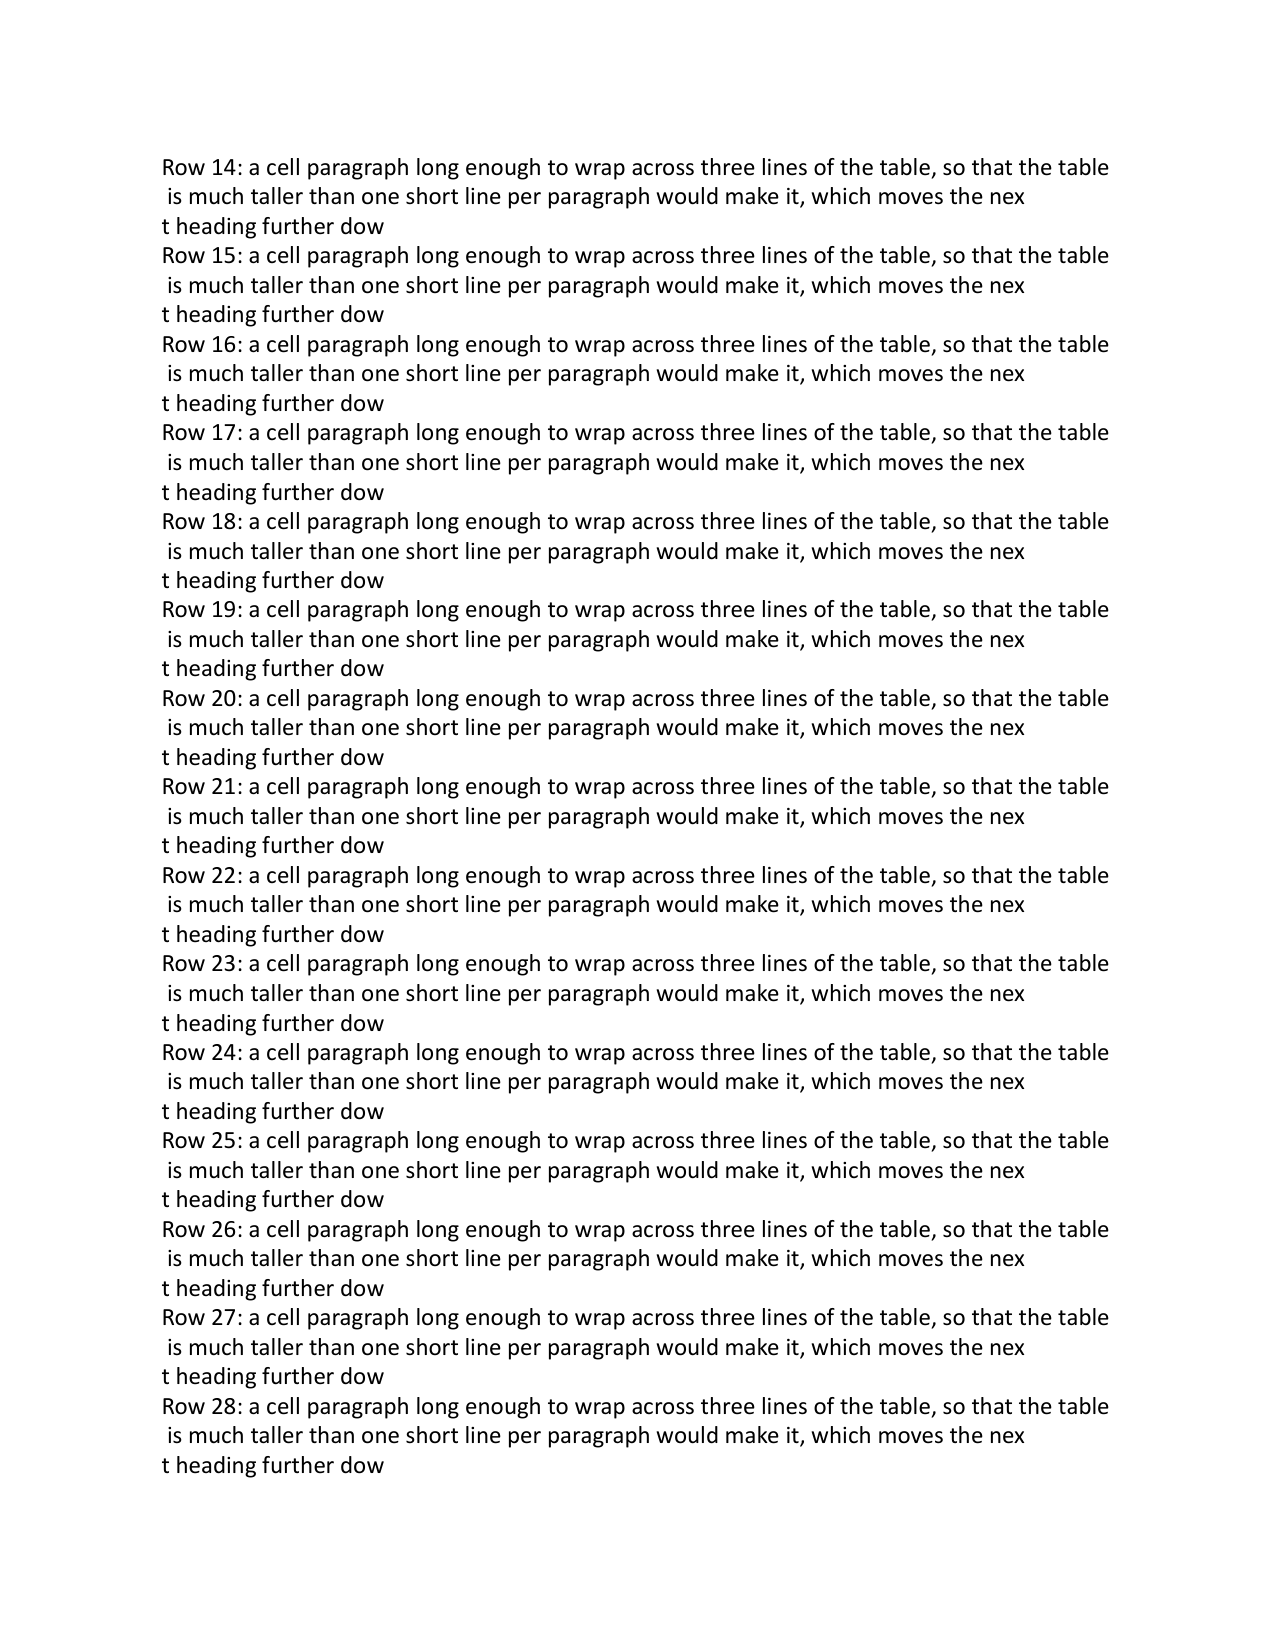 Row 14: a cell paragraph long enough to wrap across three lines of the table, so that the table
is much taller than one short line per paragraph would make it, which moves the nex
t heading further dow
Row 15: a cell paragraph long enough to wrap across three lines of the table, so that the table
is much taller than one short line per paragraph would make it, which moves the nex
t heading further dow
Row 16: a cell paragraph long enough to wrap across three lines of the table, so that the table
is much taller than one short line per paragraph would make it, which moves the nex
t heading further dow
Row 17: a cell paragraph long enough to wrap across three lines of the table, so that the table
is much taller than one short line per paragraph would make it, which moves the nex
t heading further dow
Row 18: a cell paragraph long enough to wrap across three lines of the table, so that the table
is much taller than one short line per paragraph would make it, which moves the nex
t heading further dow
Row 19: a cell paragraph long enough to wrap across three lines of the table, so that the table
is much taller than one short line per paragraph would make it, which moves the nex
t heading further dow
Row 20: a cell paragraph long enough to wrap across three lines of the table, so that the table
is much taller than one short line per paragraph would make it, which moves the nex
t heading further dow
Row 21: a cell paragraph long enough to wrap across three lines of the table, so that the table
is much taller than one short line per paragraph would make it, which moves the nex
t heading further dow
Row 22: a cell paragraph long enough to wrap across three lines of the table, so that the table
is much taller than one short line per paragraph would make it, which moves the nex
t heading further dow
Row 23: a cell paragraph long enough to wrap across three lines of the table, so that the table
is much taller than one short line per paragraph would make it, which moves the nex
t heading further dow
Row 24: a cell paragraph long enough to wrap across three lines of the table, so that the table
is much taller than one short line per paragraph would make it, which moves the nex
t heading further dow
Row 25: a cell paragraph long enough to wrap across three lines of the table, so that the table
is much taller than one short line per paragraph would make it, which moves the nex
t heading further dow
Row 26: a cell paragraph long enough to wrap across three lines of the table, so that the table
is much taller than one short line per paragraph would make it, which moves the nex
t heading further dow
Row 27: a cell paragraph long enough to wrap across three lines of the table, so that the table
is much taller than one short line per paragraph would make it, which moves the nex
t heading further dow
Row 28: a cell paragraph long enough to wrap across three lines of the table, so that the table
is much taller than one short line per paragraph would make it, which moves the nex
t heading further dow